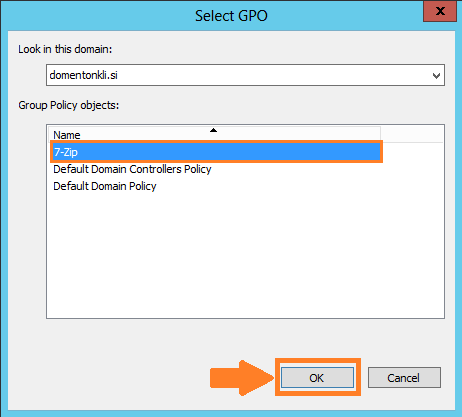 Select GPO
x
Look in this domain:
domentonkli.si
Group Policy objects:
Name
7-Zip
Default Domain Controllers Policy
Default Domain Policy
OK
Cancel